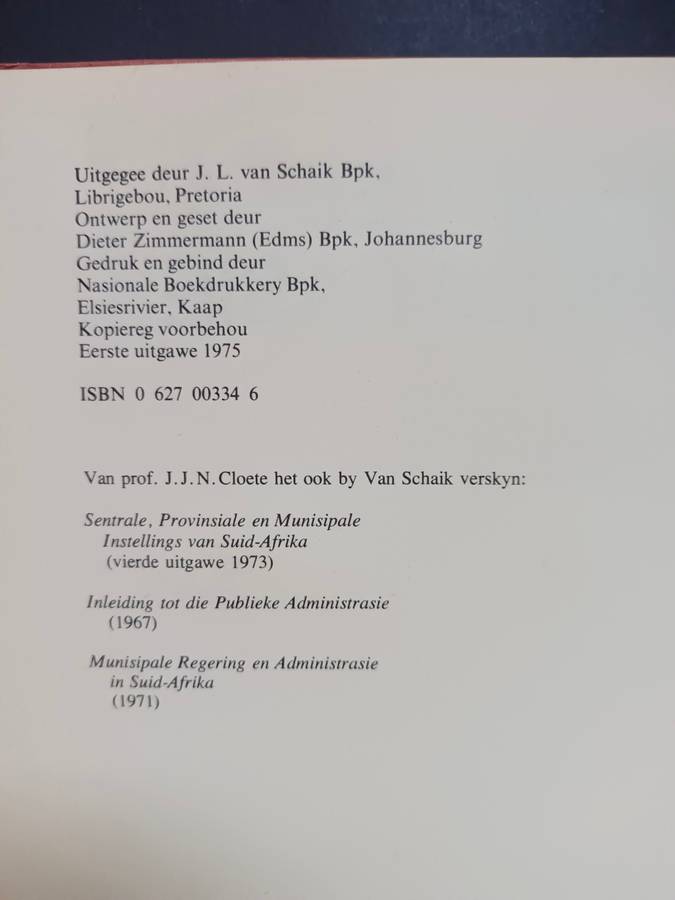 Uitgegee deur J. L. van Schaik Bpk,
Librigebou, Pretoria
Ontwerp en geset deur
Dieter Zimmermann (Edms) Bpk, Johannesburg
Gedruk en gebind deur
Nasionale Boekdrukkery Bpk,
Elsiesrivier, Kaap
Kopiereg voorbehou
Eerste uitgawe 1975
ISBN 0 627 00334 6
Van prof. J.J.N. Cloete het ook by Van Schaik verskyn:
Sentrale, Provinsiale en Munisipale
Instellings van Suid-Afrika
(vierde uitgawe 1973)
Inleiding tot die Publieke Administrasie
(1967)
Munisipale Regering en Administrasie
in Suid-Afrika
(1971)